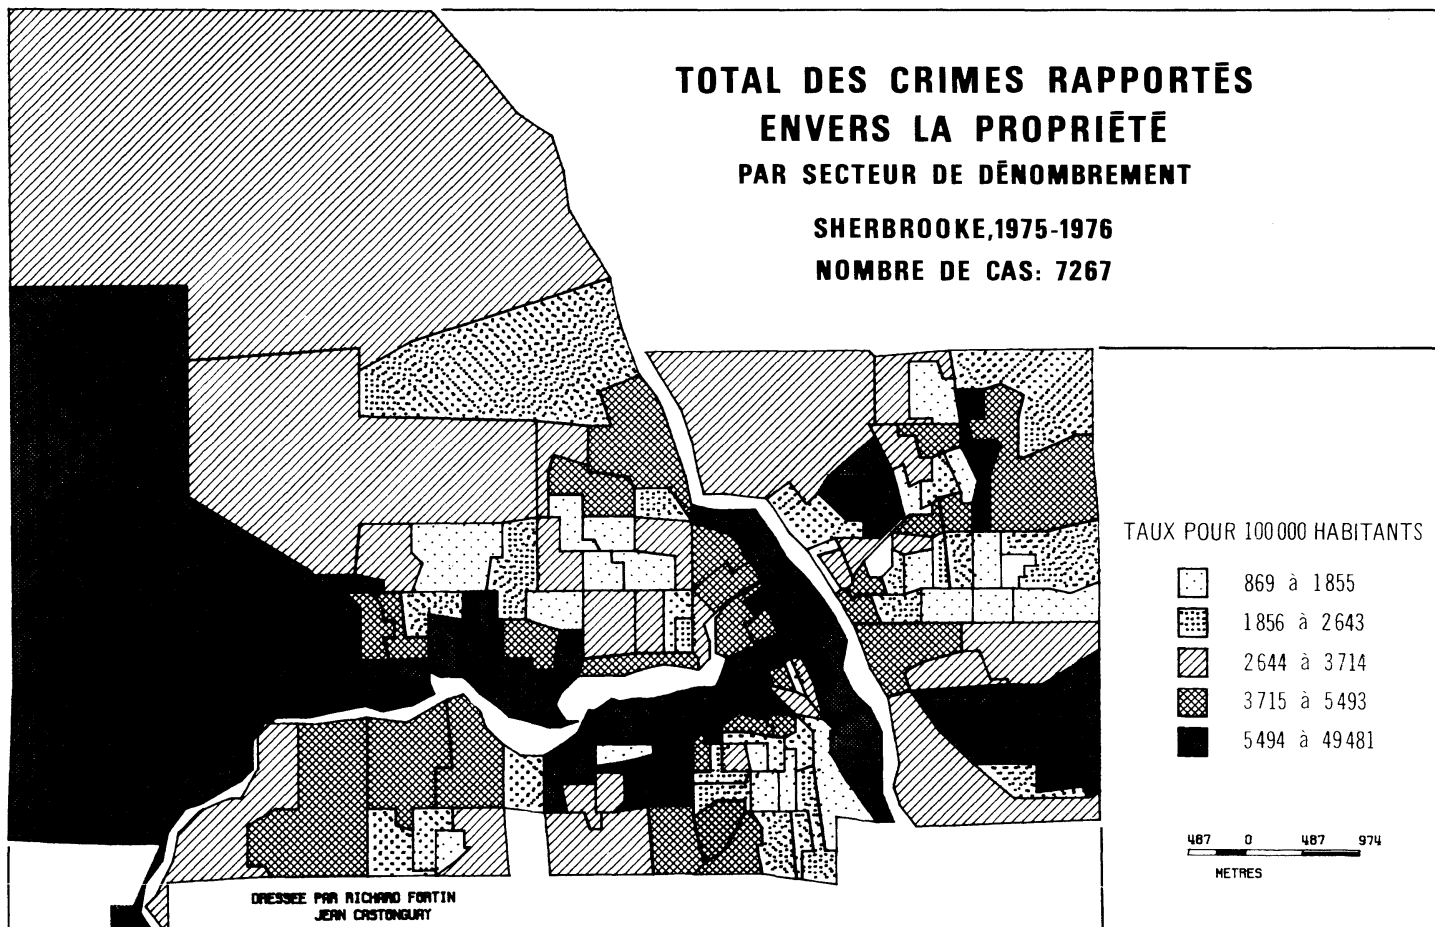 TOTAL DES CRIMES RAPPORTÉS
ENVERS LA PROPRIÉTÉ
PAR SECTEUR DE DÉNOMBREMENT
SHERBROOKE,1975-1976
NOMBRE DE CAS: 7267
TAUX POUR 100000 HABITANTS
869 à 1855
1856 à 2643
2644 à 3714
3715 à 5493
5494 à 49481
487 0 487 974
METRES
DRESSEE PAR RICHARD FORTIN
JEAN CASTONGUAY